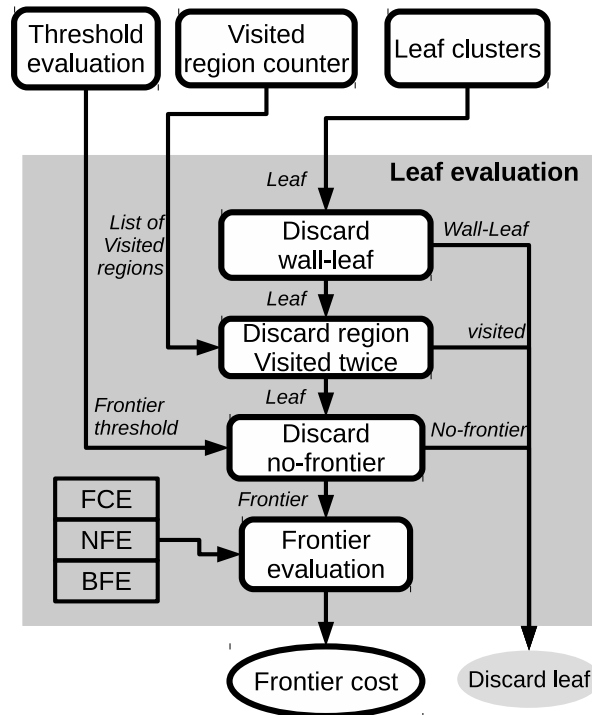 Threshold
evaluation
Visited
region counter
Leaf clusters
Leaf evaluation
Leaf
List of
Visited
regions
Discard
wall-leaf
Wall-Leaf
Leaf
Discard region
Visited twice
visited
Leaf
Frontier
threshold
Discard
no-frontier
No-frontier
Frontier
FCE
NFE
BFE
Frontier
evaluation
Frontier cost
Discard leaf